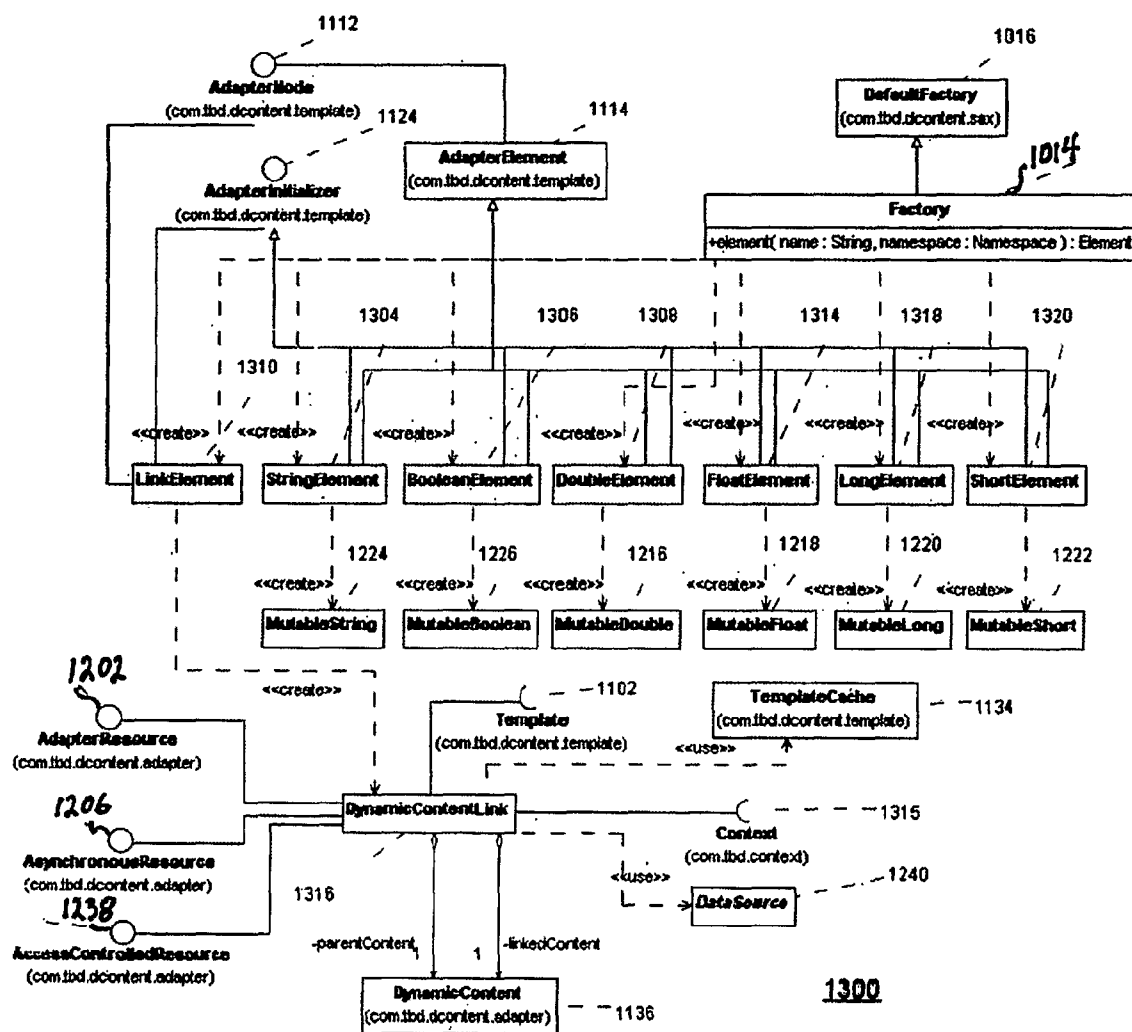 1112
1016
AdapterNode
(com.tbd.dcontent.template)
DefaultFactory
(com.tbd.dcontent.sax)
1124
1114
1014
AdapterElement
(com.tbd.dcontent.template)
AdapterInitializer
(com.tbd.dcontent.template)
Factory
+element( name : String, namespace : Namespace ) : Element
1304
1306
1308
1314
1318
1320
1310
<<create>>
<<create>>
<<create>>
<<create>>
<<create>>
<<create>>
<<create>>
LinkElement
StringElement
BooleanElement
DoubleElement
FloatElement
LongElement
ShortElement
1224
1226
1216
1218
1220
1222
<<create>>
<<create>>
<<create>>
<<create>>
<<create>>
<<create>>
MutableString
MutableBoolean
MutableDouble
MutableFloat
MutableLong
MutableShort
1202
<<create>>
1102
Template
(com.tbd.dcontent.template)
TemplateCache
(com.tbd.dcontent.template)
1134
AdapterResource
(com.tbd.dcontent.adapter)
<<use>>
DynamicContentLink
1206
1315
Context
(com.tbd.context)
AsynchronousResource
(com.tbd.dcontent.adapter)
1316
<<use>>
1240
DataSource
1238
AccessControlledResource
(com.tbd.dcontent.adapter)
-parentContent
1
1
-linkedContent
DynamicContent
(com.tbd.dcontent.adapter)
1136
1300